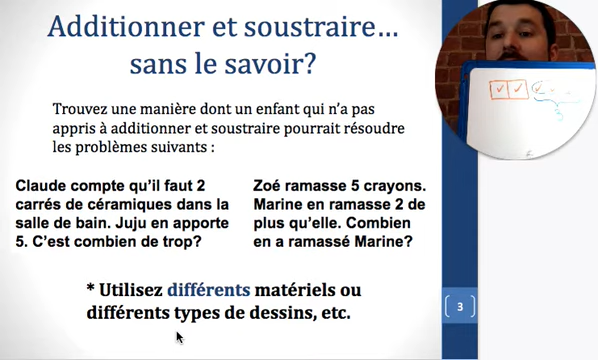 Additionner et soustraire…
sans le savoir?
Trouvez une manière dont un enfant qui n'a pas
appris à additionner et soustraire pourrait résoudre
les problèmes suivants :
Claude compte qu'il faut 2
carrés de céramiques dans la
salle de bain. Juju en apporte
5. C'est combien de trop?
Zoé ramasse 5 crayons.
Marine en ramasse 2 de
plus qu'elle. Combien
en a ramassé Marine?
* Utilisez différents matériels ou
différents types de dessins, etc.
3
3